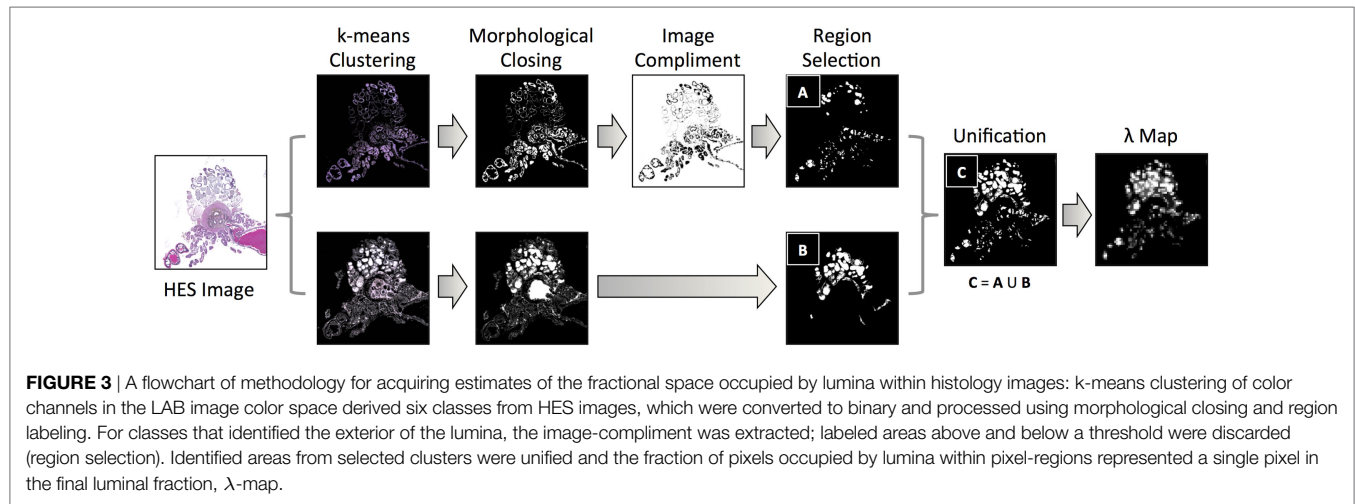 k-means
Clustering
Morphological
Closing
Image
Compliment
Region
Selection
A
Unification
λ Map
C
HES Image
B
C = A U B
FIGURE 3 | A flowchart of methodology for acquiring estimates of the fractional space occupied by lumina within histology images: k-means clustering of color
channels in the LAB image color space derived six classes from HES images, which were converted to binary and processed using morphological closing and region
labeling. For classes that identified the exterior of the lumina, the image-compliment was extracted; labeled areas above and below a threshold were discarded
(region selection). Identified areas from selected clusters were unified and the fraction of pixels occupied by lumina within pixel-regions represented a single pixel in
the final luminal fraction, λ-map.